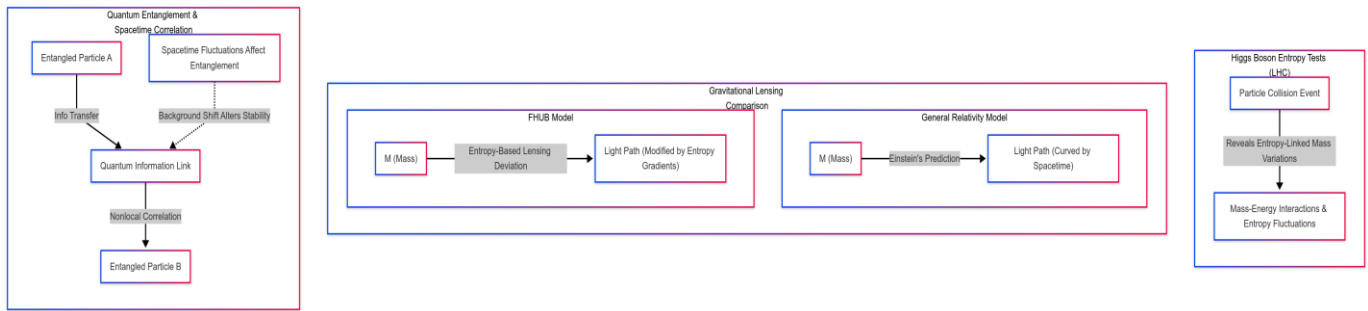 Quantum Entanglement &
Spacetime Correlation
Entangled Particle A
Spacetime Fluctuations Affect
Entanglement
Info Transfer
Background Shift Alters Stability
Quantum Information Link
Nonlocal Correlation
Entangled Particle B
Gravitational Lensing
Comparison
FHUB Model
M (Mass)
Entropy-Based Lensing
Deviation
Light Path (Modified by Entropy
Gradients)
General Relativity Model
M (Mass)
Einstein's Prediction
Light Path (Curved by
Spacetime)
Higgs Boson Entropy Tests
(LHC)
Particle Collision Event
Reveals Entropy-Linked Mass
Variations
Mass-Energy Interactions &
Entropy Fluctuations